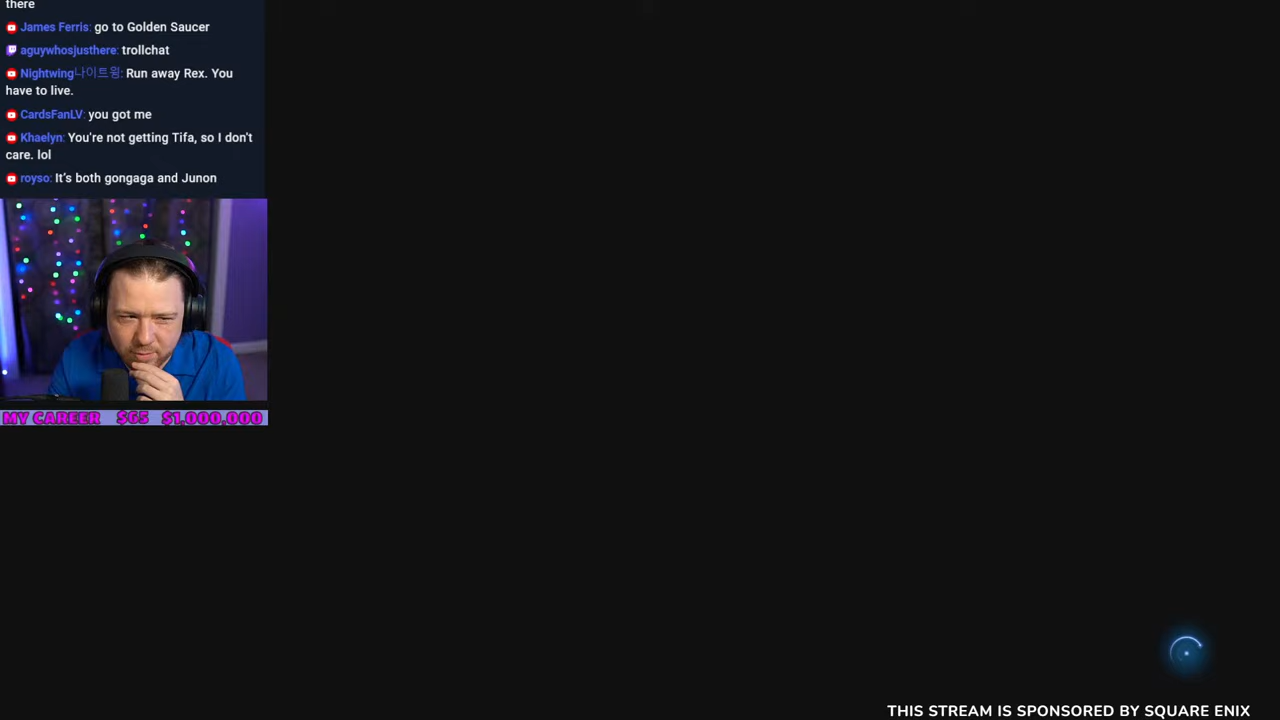 there
James Ferris: go to Golden Saucer
aguywhosjusthere: trollchat
Nightwing나이트윙: Run away Rex. You
have to live.
CardsFanLV: you got me
Khaelyn: You're not getting Tifa, so I don't
care. lol
royso: It’s both gongaga and Junon
MY CAREER $65 $1,000,000
THIS STREAM IS SPONSORED BY SQUARE ENIX